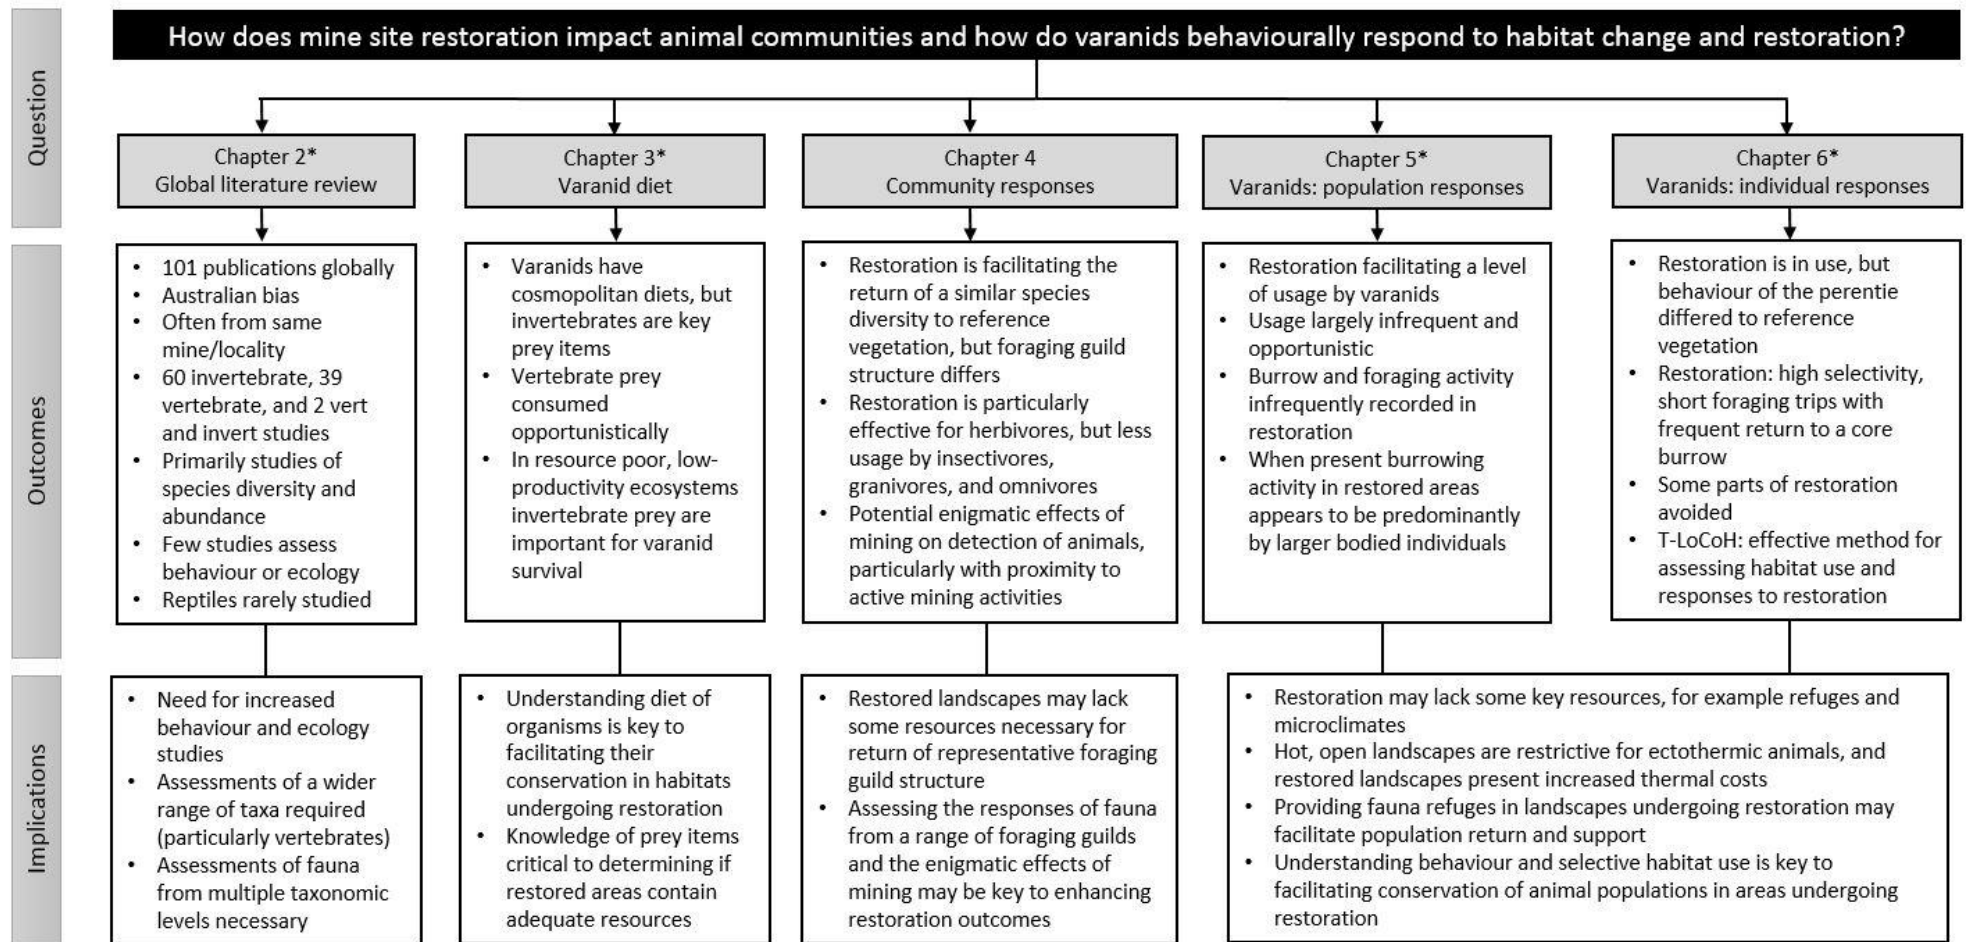 How does mine site restoration impact animal communities and how do varanids behaviourally respond to habitat change and restoration?
Question
Chapter 2*
Global literature review
Chapter 3*
Varanid diet
Chapter 4
Community responses
Chapter 5*
Varanids: population responses
Chapter 6*
Varanids: individual responses
Outcomes
• 101 publications globally
• Australian bias
• Often from same
mine/locality
• 60 invertebrate, 39
vertebrate, and 2 vert
and invert studies
• Primarily studies of
species diversity and
abundance
• Few studies assess
behaviour or ecology
• Reptiles rarely studied
• Varanids have
cosmopolitan diets, but
invertebrates are key
prey items
• Vertebrate prey
consumed
opportunistically
• In resource poor, low-
productivity ecosystems
invertebrate prey are
important for varanid
survival
• Restoration is facilitating the
return of a similar species
diversity to reference
vegetation, but foraging guild
structure differs
• Restoration is particularly
effective for herbivores, but less
usage by insectivores,
granivores, and omnivores
• Potential enigmatic effects of
mining on detection of animals,
particularly with proximity to
active mining activities
• Restoration facilitating a level
of usage by varanids
• Usage largely infrequent and
opportunistic
• Burrow and foraging activity
infrequently recorded in
restoration
• When present burrowing
activity in restored areas
appears to be predominantly
by larger bodied individuals
• Restoration is in use, but
behaviour of the perentie
differed to reference
vegetation
• Restoration: high selectivity,
short foraging trips with
frequent return to a core
burrow
• Some parts of restoration
avoided
• T-LoCoH: effective method for
assessing habitat use and
responses to restoration
Implications
• Need for increased
behaviour and ecology
studies
• Assessments of a wider
range of taxa required
(particularly vertebrates)
• Assessments of fauna
from multiple taxonomic
levels necessary
• Understanding diet of
organisms is key to
facilitating their
conservation in habitats
undergoing restoration
• Knowledge of prey items
critical to determining if
restored areas contain
adequate resources
• Restored landscapes may lack
some resources necessary for
return of representative foraging
guild structure
• Assessing the responses of fauna
from a range of foraging guilds
and the enigmatic effects of
mining may be key to enhancing
restoration outcomes
• Restoration may lack some key resources, for example refuges and
microclimates
• Hot, open landscapes are restrictive for ectothermic animals, and
restored landscapes present increased thermal costs
• Providing fauna refuges in landscapes undergoing restoration may
facilitate population return and support
• Understanding behaviour and selective habitat use is key to
facilitating conservation of animal populations in areas undergoing
restoration